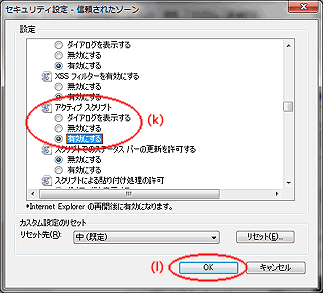 セキュリティ設定 - 信頼されたゾーン
設定
ダイアログを表示する
無効にする
有効にする
XSS フィルターを有効にする
無効にする
有効にする
アクティブ スクリプト
(k)
ダイアログを表示する
無効にする
有効にする
スクリプトでのステータス バーの更新を許可する
無効にする
有効にする
スクリプトによる貼り付け処理の許可
*Internet Explorer の再開後に有効になります。
カスタム設定のリセット
リセット先(R):
中 (既定)
リセット(E)...
(l)
OK
キャンセル